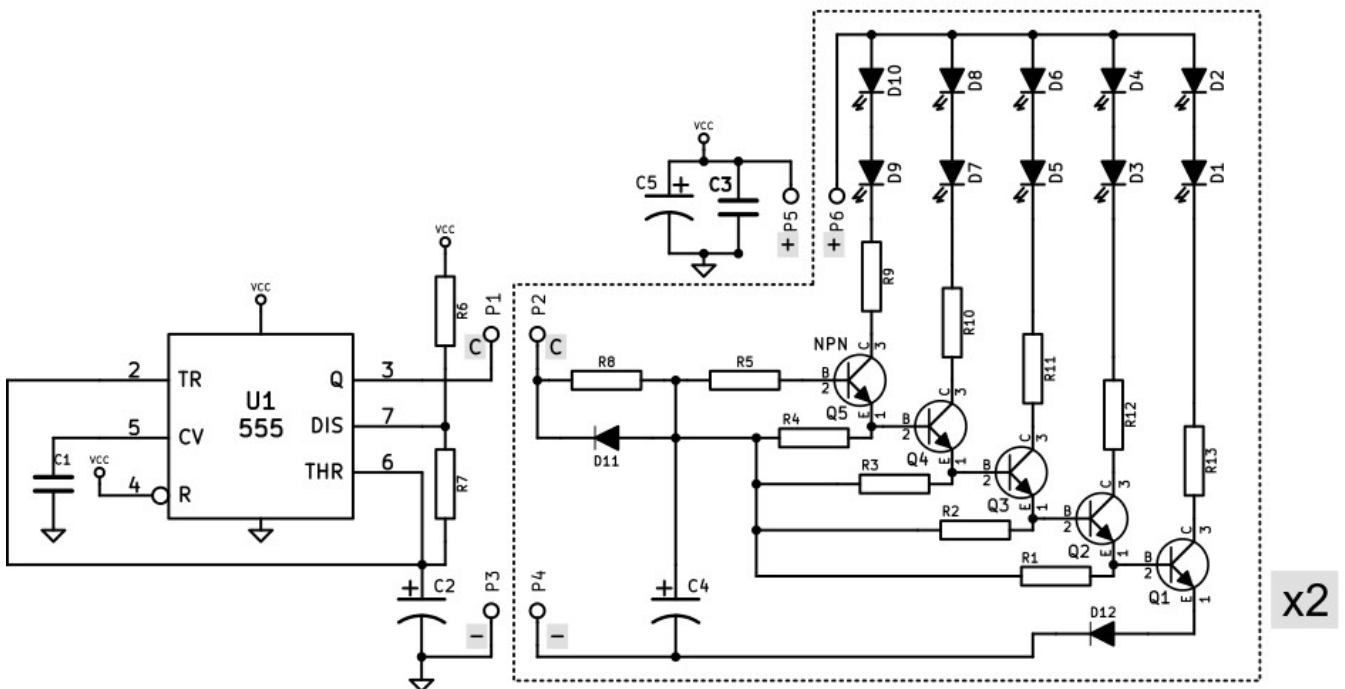 VCC
VCC
VCC
VCC
U1
555
2
TR
5
CV
4
R
Q
3
DIS
7
THR
6
C1
R6
R7
C2
+
P1
C
P3
−
C5
+
C3
P5
+
P6
+
P2
C
P4
−
R8
D11
C4
+
R5
R4
R3
R2
R1
D10
D8
D6
D4
D2
D9
D7
D5
D3
D1
R9
R10
R11
R12
R13
NPN
B
2
C
3
E
1
Q5
B
2
C
3
E
1
Q4
B
2
C
3
E
1
Q3
B
2
C
3
E
1
Q2
B
2
C
3
E
1
Q1
D12
x2